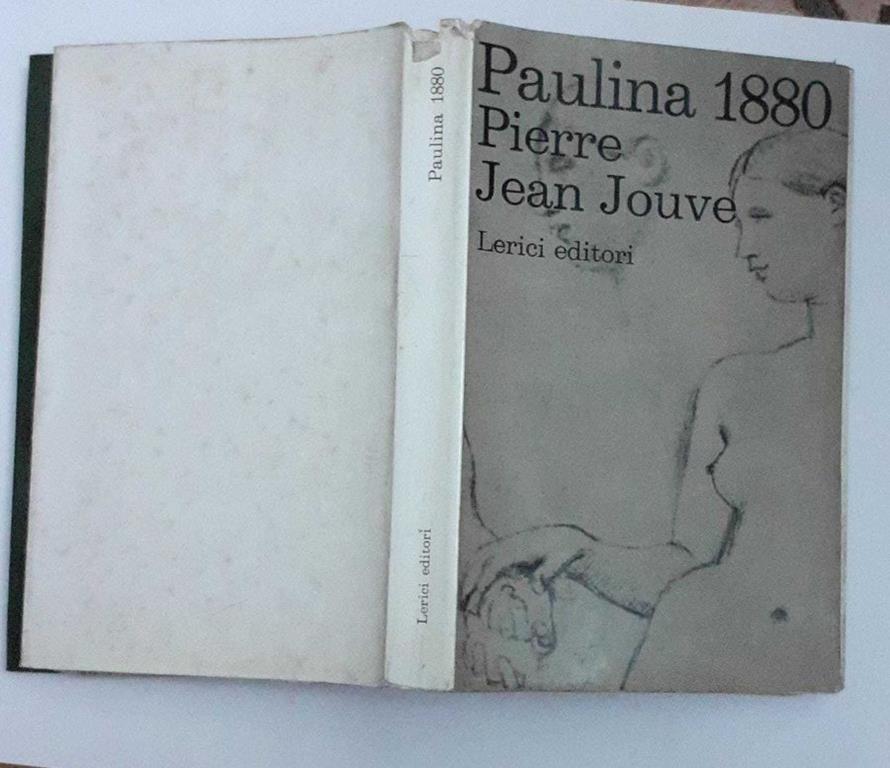 Paulina 1880
Lerici editori
Paulina 1880
Pierre
Jean Jouve
Lerici editori